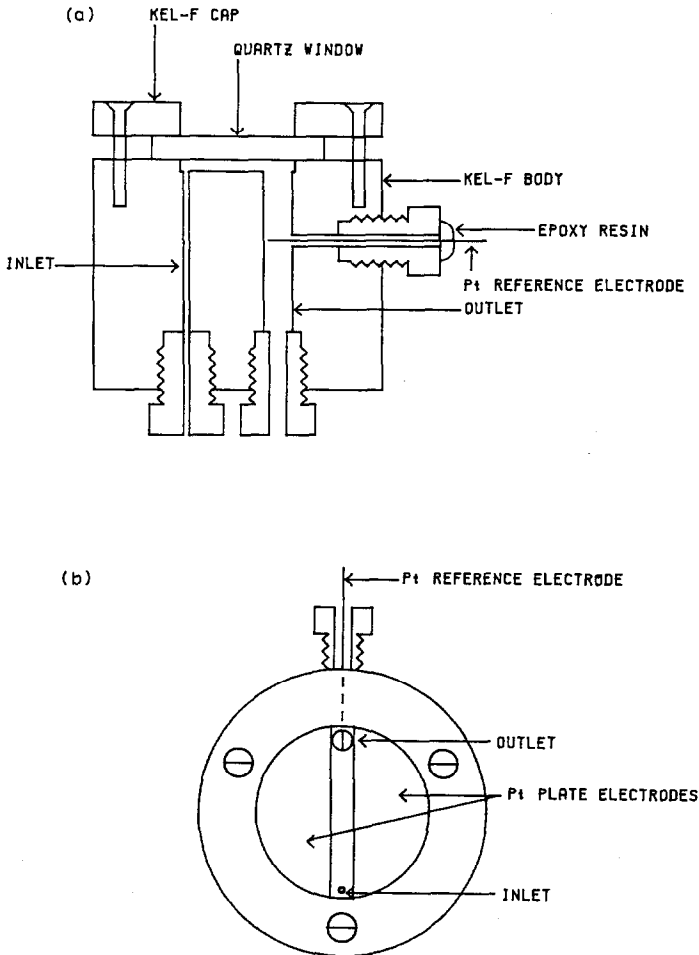 (a)
KEL-F CAP
QUARTZ WINDOW
KEL-F BODY
EPOXY RESIN
INLET
Pt REFERENCE ELECTRODE
OUTLET
(b)
Pt REFERENCE ELECTRODE
OUTLET
Pt PLATE ELECTRODES
INLET